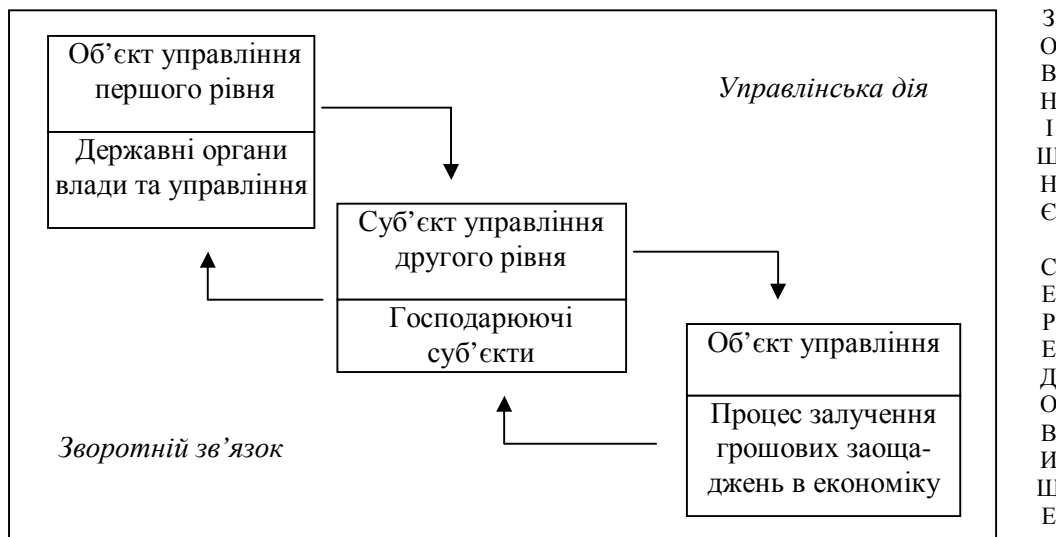 Об’єкт управління
першого рівня
Державні органи
влади та управління
Управлінська дія
Суб’єкт управління
другого рівня
Господарюючі
суб’єкти
Об’єкт управління
Процес залучення
грошових заоща-
джень в економіку
Зворотній зв’язок
З
О
В
Н
І
Ш
Н
Є
С
Е
Р
Е
Д
О
В
И
Щ
Е